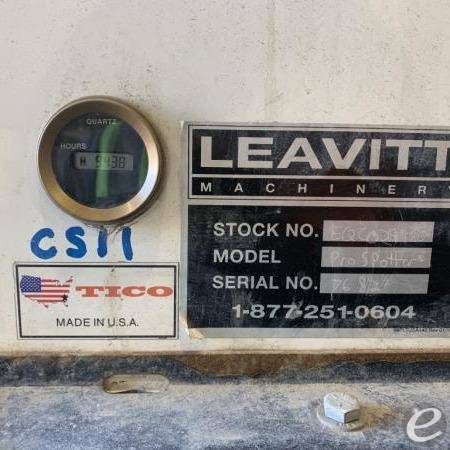 QUARTZ
HOURS
H 9438
CS11
TICO
MADE IN U.S.A.
LEAVITT
MACHINERY
STOCK NO.
MODEL Pro Spotter
SERIAL NO.
1-877-251-0604
e